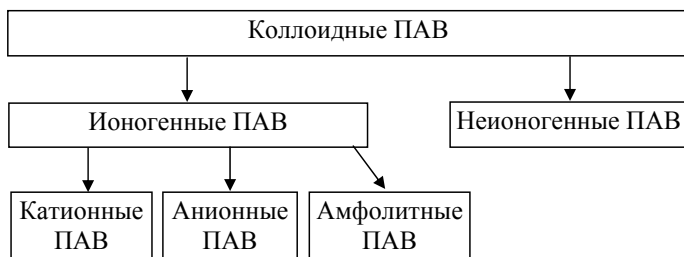 Коллоидные ПАВ
Ионогенные ПАВ
Неионогенные ПАВ
Катионные
ПАВ
Анионные
ПАВ
Амфолитные
ПАВ